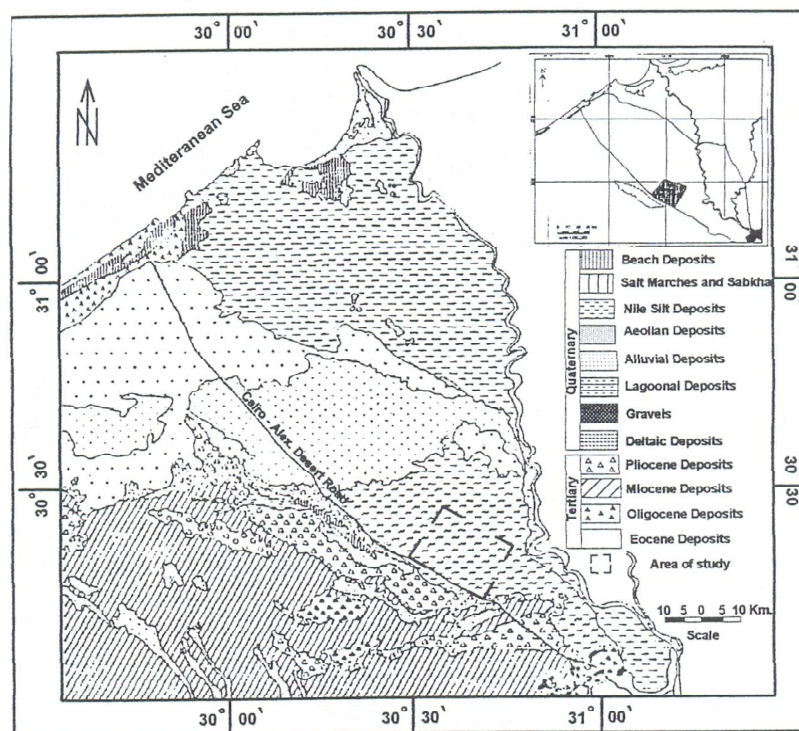 30° 00'
30° 30'
31° 00'
N
Mediteranean Sea
31 00
31° 00'
Beach Deposits
Salt Marches and Sabkha
Nile Silt Deposits
Aeolian Deposits
Alluvial Deposits
Lagoonal Deposits
Gravels
Deltaic Deposits
Quaternary
Pliocene Deposits
Miocene Deposits
Oligocene Deposits
Eocene Deposits
Tertiary
Area of study
Cairo - Alex. Desert Road
30 30
30° 30'
10 5 0 5 10 Km.
Scale
30° 00'
30° 30'
31° 00'